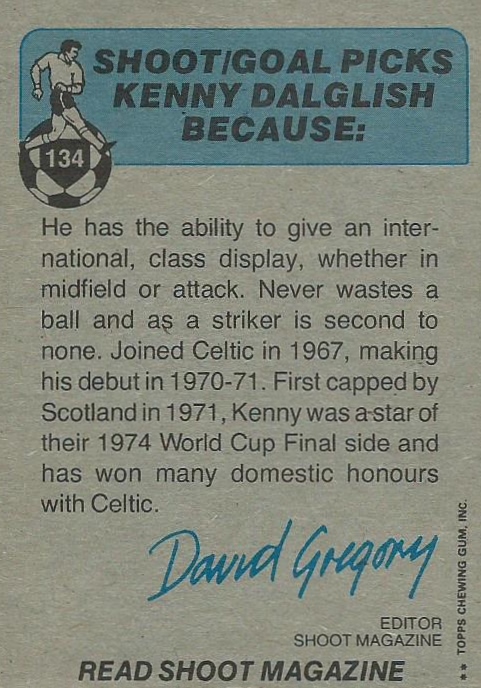 SHOOT/GOAL PICKS
KENNY DALGLISH
BECAUSE:
134
He has the ability to give an inter-
national, class display, whether in
midfield or attack. Never wastes a
ball and as a striker is second to
none. Joined Celtic in 1967, making
his debut in 1970-71. First capped by
Scotland in 1971, Kenny was a star of
their 1974 World Cup Final side and
has won many domestic honours
with Celtic.
David Gregory
EDITOR
SHOOT MAGAZINE
READ SHOOT MAGAZINE
** TOPPS CHEWING GUM, INC.